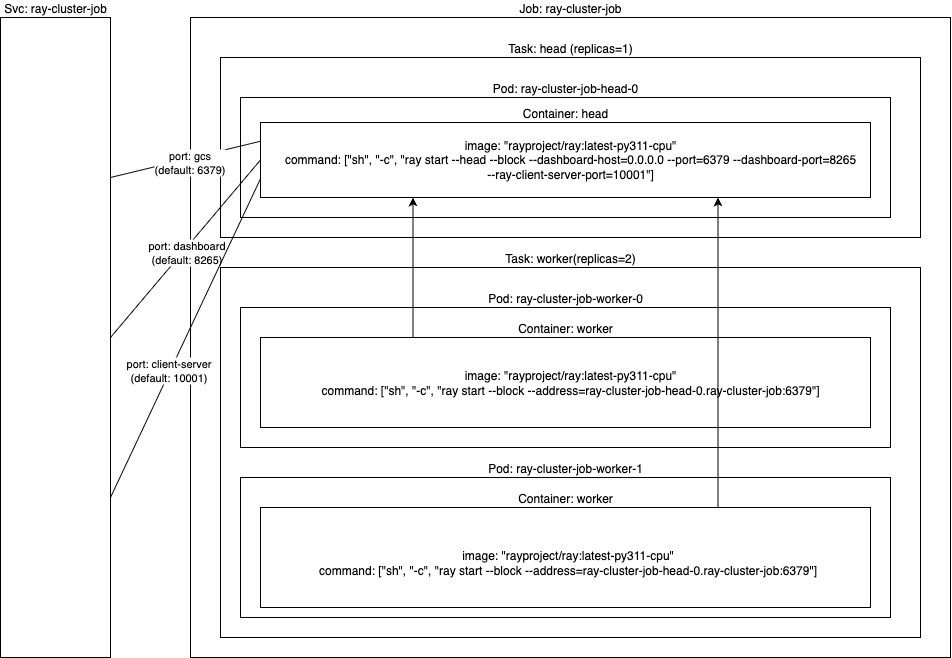 Svc: ray-cluster-job
Job: ray-cluster-job
Task: head (replicas=1)
Pod: ray-cluster-job-head-0
Container: head
image: "rayproject/ray:latest-py311-cpu"
command: ["sh", "-c", "ray start --head --block --dashboard-host=0.0.0.0 --port=6379 --dashboard-port=8265
--ray-client-server-port=10001"]
port: gcs
(default: 6379)
port: dashboard
(default: 8265)
port: client-server
(default: 10001)
Task: worker(replicas=2)
Pod: ray-cluster-job-worker-0
Container: worker
image: "rayproject/ray:latest-py311-cpu"
command: ["sh", "-c", "ray start --block --address=ray-cluster-job-head-0.ray-cluster-job:6379"]
Pod: ray-cluster-job-worker-1
Container: worker
image: "rayproject/ray:latest-py311-cpu"
command: ["sh", "-c", "ray start --block --address=ray-cluster-job-head-0.ray-cluster-job:6379"]